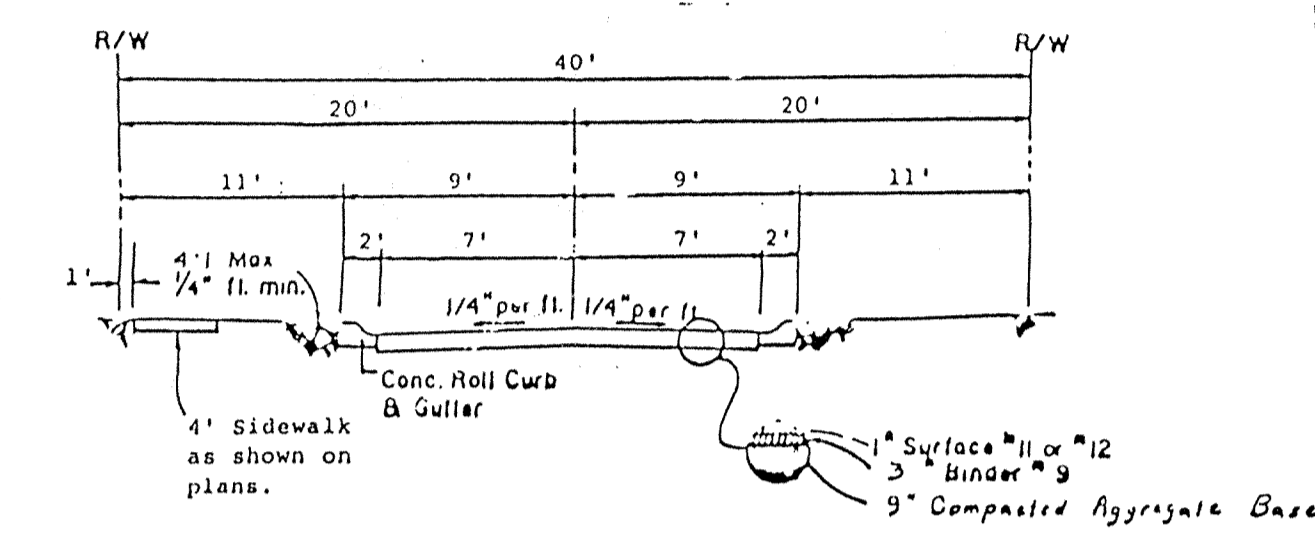 R/W R/W
40'
20' 20'
11' 9' 9' 11'
2' 7' 7' 2'
1' 4:1 Max
1/4" ft. min.
1/4" per ft. 1/4" per ft
Conc. Roll Curb
& Gutter
4' Sidewalk
as shown on
plans.
1" Surface #11 or #12
3" Binder #9
9" Compacted Aggregate Base